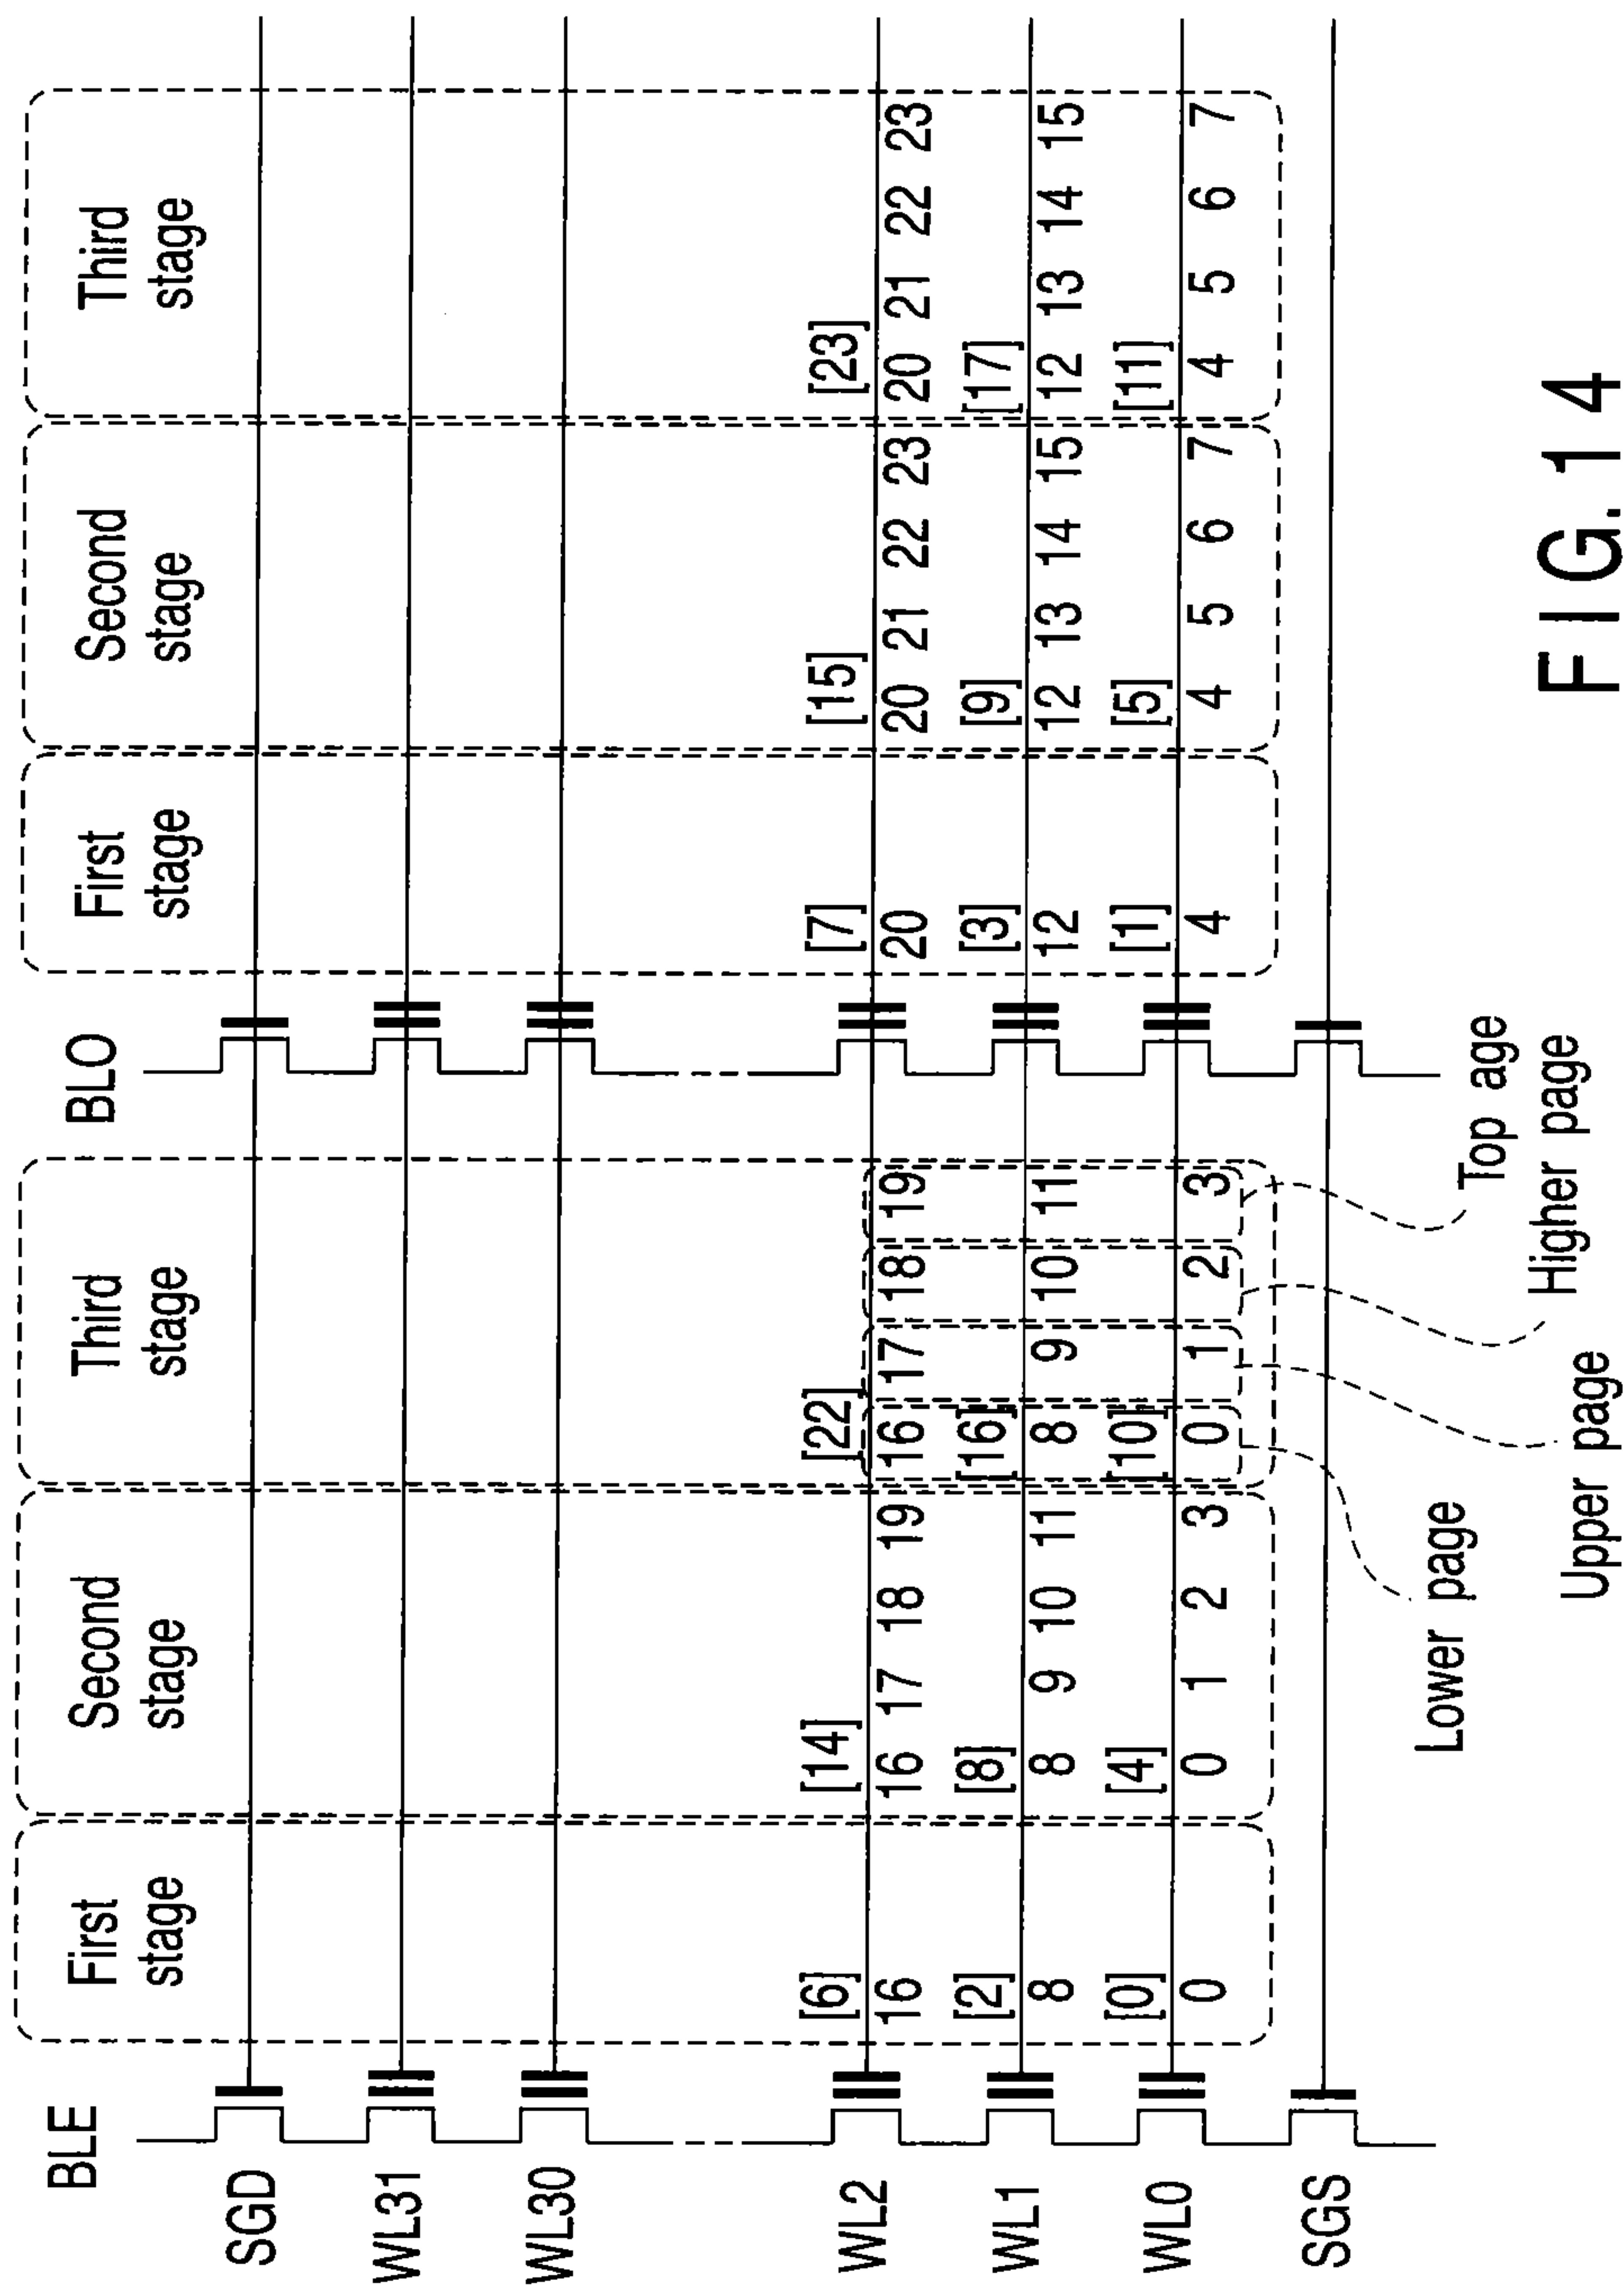 BLE
BLO
First
stage
Second
stage
Third
stage
First
stage
Second
stage
Third
stage
SGD
WL31
WL30
[6] [14] [22] [7] [15] [23]
WL2 16 16 17 18 19 16 17 18 19 20 20 21 22 23 20 21 22 23
[2] [8] [16] [3] [9] [17]
WL1 8 8 9 10 11 8 9 10 11 12 12 13 14 15 12 13 14 15
[0] [4] [10] [1] [5] [11]
WL0 0 0 1 2 3 0 1 2 3 4 4 5 6 7 4 5 6 7
SGS
Lower page
Upper page
Higher page
Top age
FIG. 14